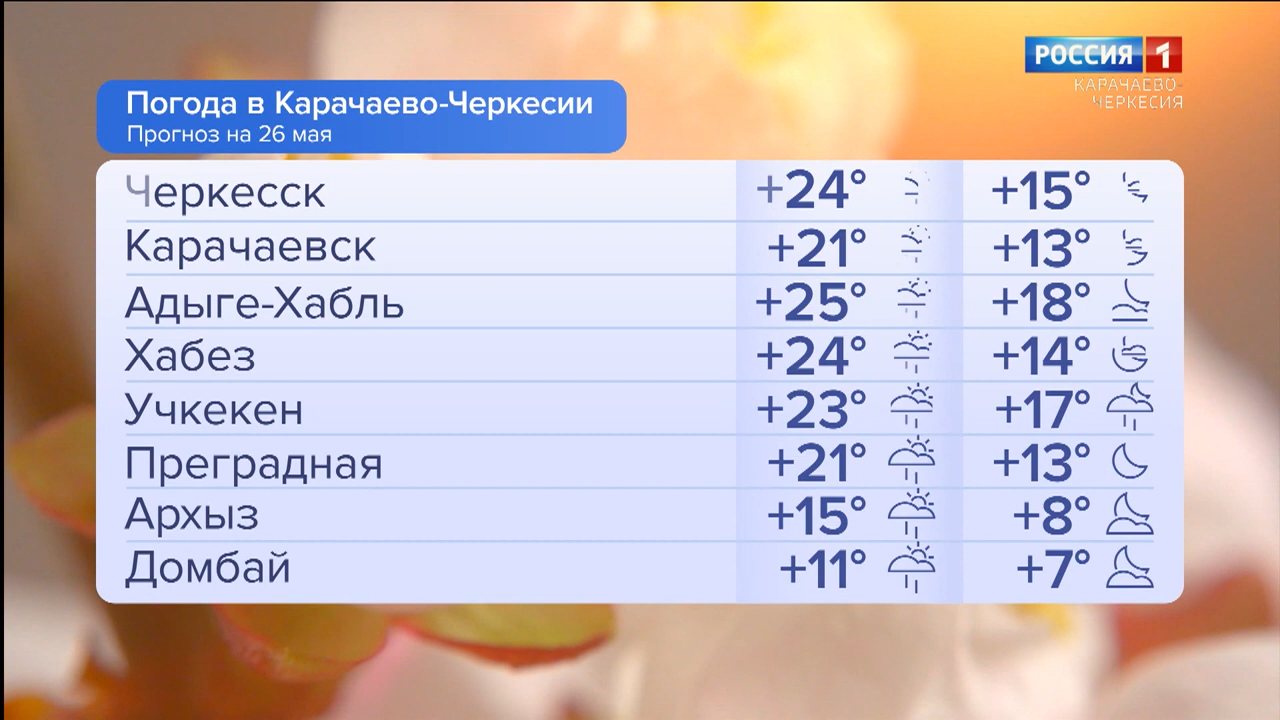 РОССИЯ 1
КАРАЧАЕВО-
ЧЕРКЕСИЯ
Погода в Карачаево-Черкесии
Прогноз на 26 мая
Черкесск +24° +15°
Карачаевск +21° +13°
Адыге-Хабль +25° +18°
Хабез +24° +14°
Учкекен +23° +17°
Преградная +21° +13°
Архыз +15° +8°
Домбай +11° +7°